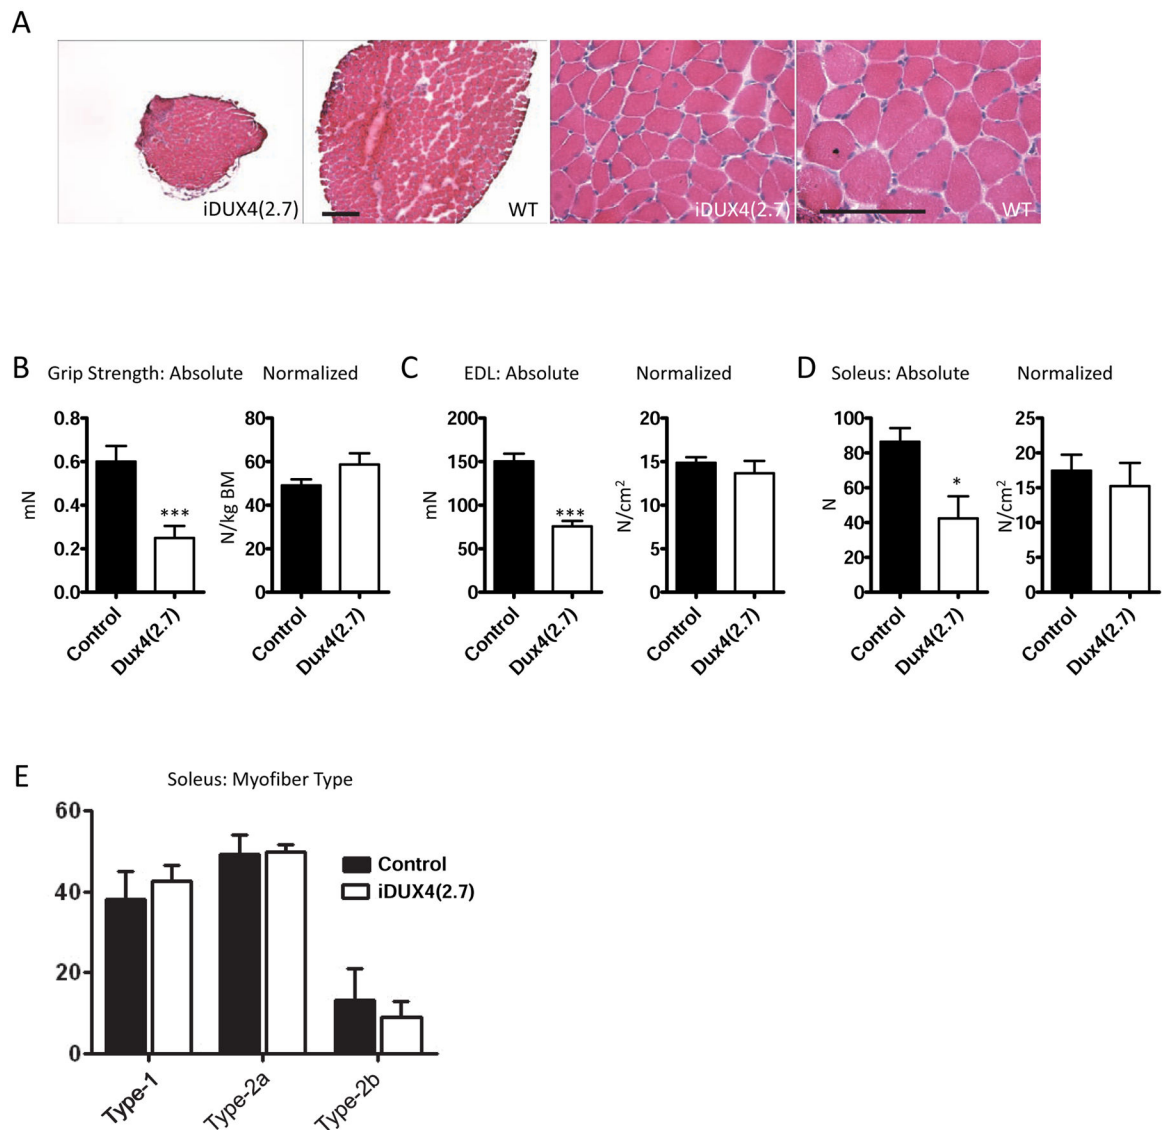 A
iDUX4(2.7)
WT
iDUX4(2.7)
WT
B
Grip Strength: Absolute
Normalized
0.8
0.6
0.4
0.2
0.0
mN
***
Control
Dux4(2.7)
80
60
40
20
0
N/kg BM
Control
Dux4(2.7)
C
EDL: Absolute
Normalized
200
150
100
50
0
mN
***
Control
Dux4(2.7)
20
15
10
5
0
N/cm²
Control
Dux4(2.7)
D
Soleus: Absolute
Normalized
100
80
60
40
20
0
N
*
Control
Dux4(2.7)
25
20
15
10
5
0
N/cm²
Control
Dux4(2.7)
E
Soleus: Myofiber Type
60
40
20
0
Control
iDUX4(2.7)
Type-1
Type-2a
Type-2b